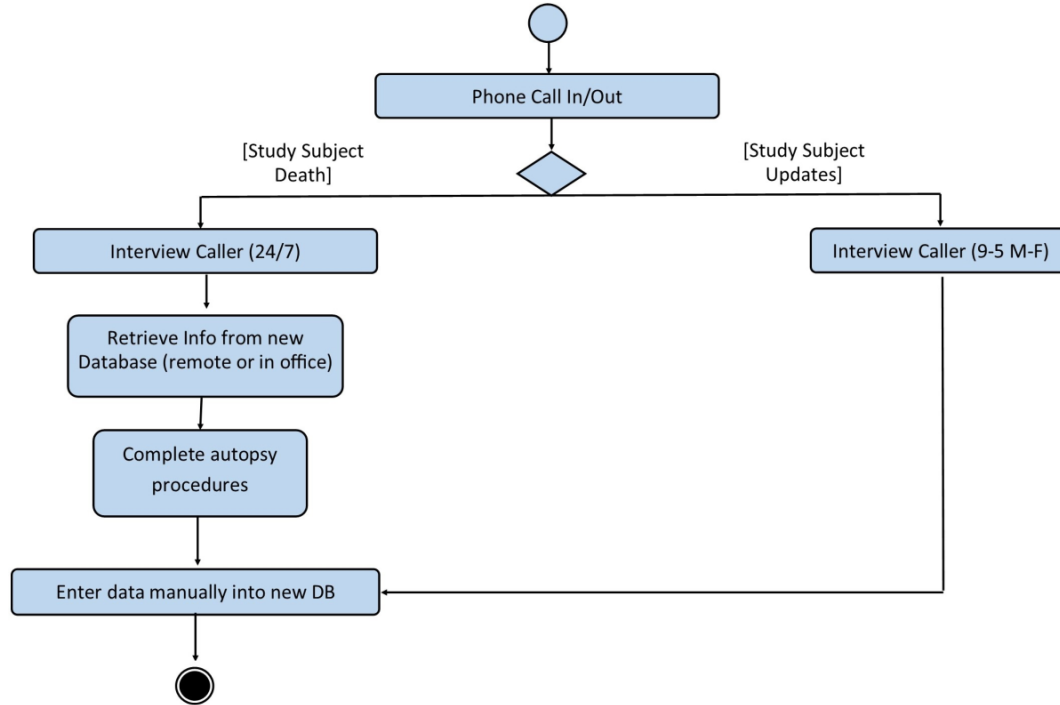 Phone Call In/Out
[Study Subject
Death]
[Study Subject
Updates]
Interview Caller (24/7)
Interview Caller (9-5 M-F)
Retrieve Info from new
Database (remote or in office)
Complete autopsy
procedures
Enter data manually into new DB